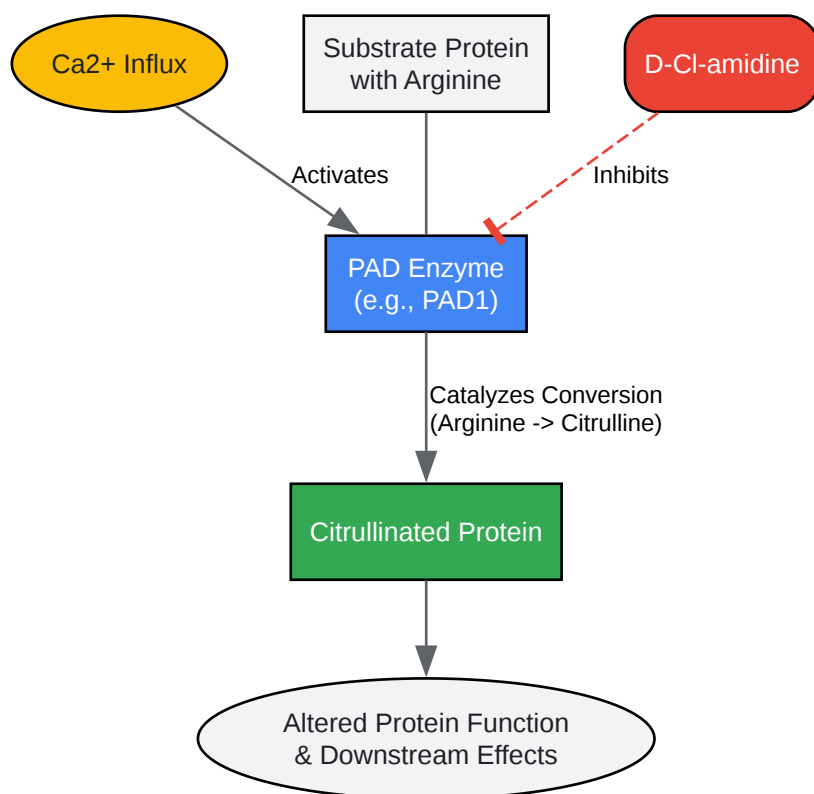 Ca2+ Influx
Substrate Protein
with Arginine
D-Cl-amidine
Activates
Inhibits
PAD Enzyme
(e.g., PAD1)
Catalyzes Conversion
(Arginine -> Citrulline)
Citrullinated Protein
Altered Protein Function
& Downstream Effects